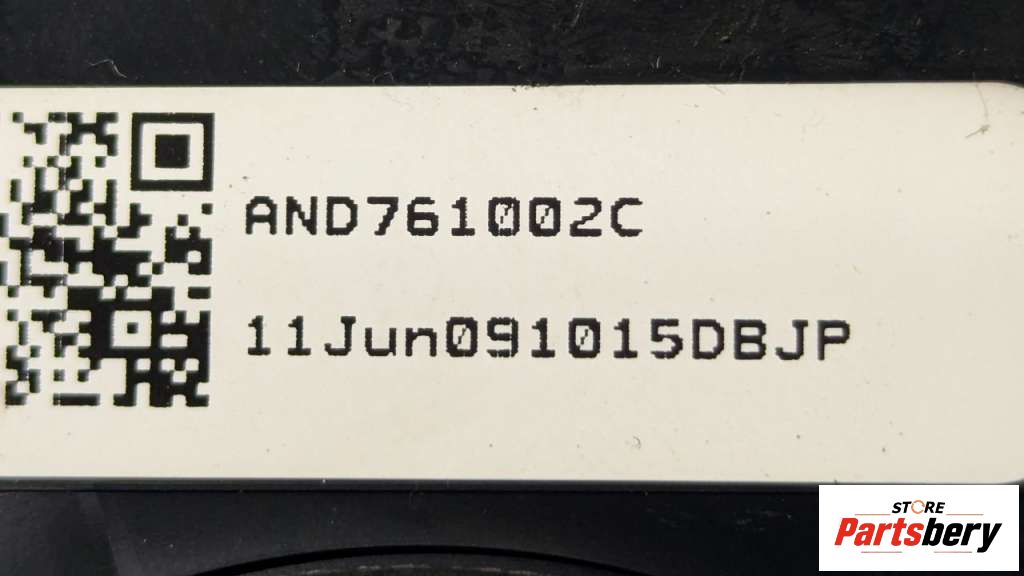 AND761002C
11Jun091015DBJP
STORE
Partsbery